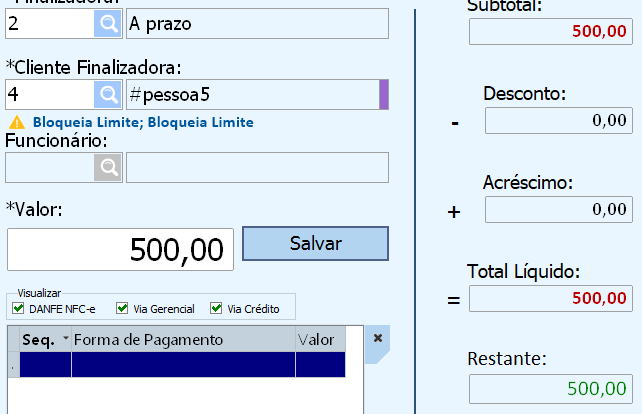 *Finalizadora:
2 A prazo
*Cliente Finalizadora:
4 #pessoa5
Bloqueia Limite; Bloqueia Limite
Funcionário:
*Valor:
500,00 Salvar
Visualizar
DANFE NFC-e Via Gerencial Via Crédito
Seq. Forma de Pagamento Valor
Subtotal:
500,00
Desconto:
- 0,00
Acréscimo:
+ 0,00
Total Líquido:
= 500,00
Restante:
500,00